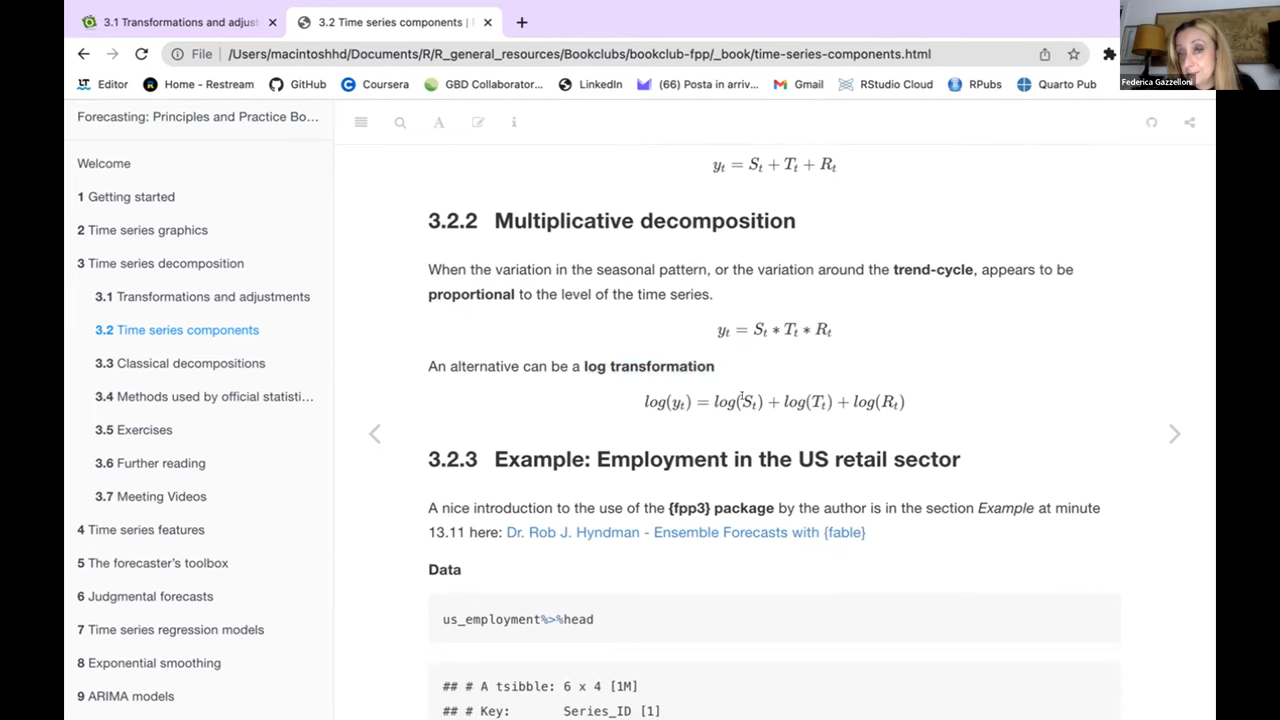 3.1 Transformations and adjust
3.2 Time series components |
File /Users/macintoshhd/Documents/R/R_general_resources/Bookclubs/bookclub-fpp/_book/time-series-components.html
Editor Home - Restream GitHub Coursera GBD Collaborator... LinkedIn (66) Posta in arriv... Gmail RStudio Cloud RPubs Quarto Pub
Federica Gazzelloni
Forecasting: Principles and Practice Bo...
Welcome
1 Getting started
2 Time series graphics
3 Time series decomposition
3.1 Transformations and adjustments
3.2 Time series components
3.3 Classical decompositions
3.4 Methods used by official statisti...
3.5 Exercises
3.6 Further reading
3.7 Meeting Videos
4 Time series features
5 The forecaster's toolbox
6 Judgmental forecasts
7 Time series regression models
8 Exponential smoothing
9 ARIMA models
y_t = S_t + T_t + R_t
3.2.2 Multiplicative decomposition
When the variation in the seasonal pattern, or the variation around the trend-cycle, appears to be
proportional to the level of the time series.
y_t = S_t * T_t * R_t
An alternative can be a log transformation
log(y_t) = log(S_t) + log(T_t) + log(R_t)
3.2.3 Example: Employment in the US retail sector
A nice introduction to the use of the {fpp3} package by the author is in the section Example at minute
13.11 here: Dr. Rob J. Hyndman - Ensemble Forecasts with {fable}
Data
us_employment%>%head
## # A tsibble: 6 x 4 [1M]
## # Key: Series_ID [1]